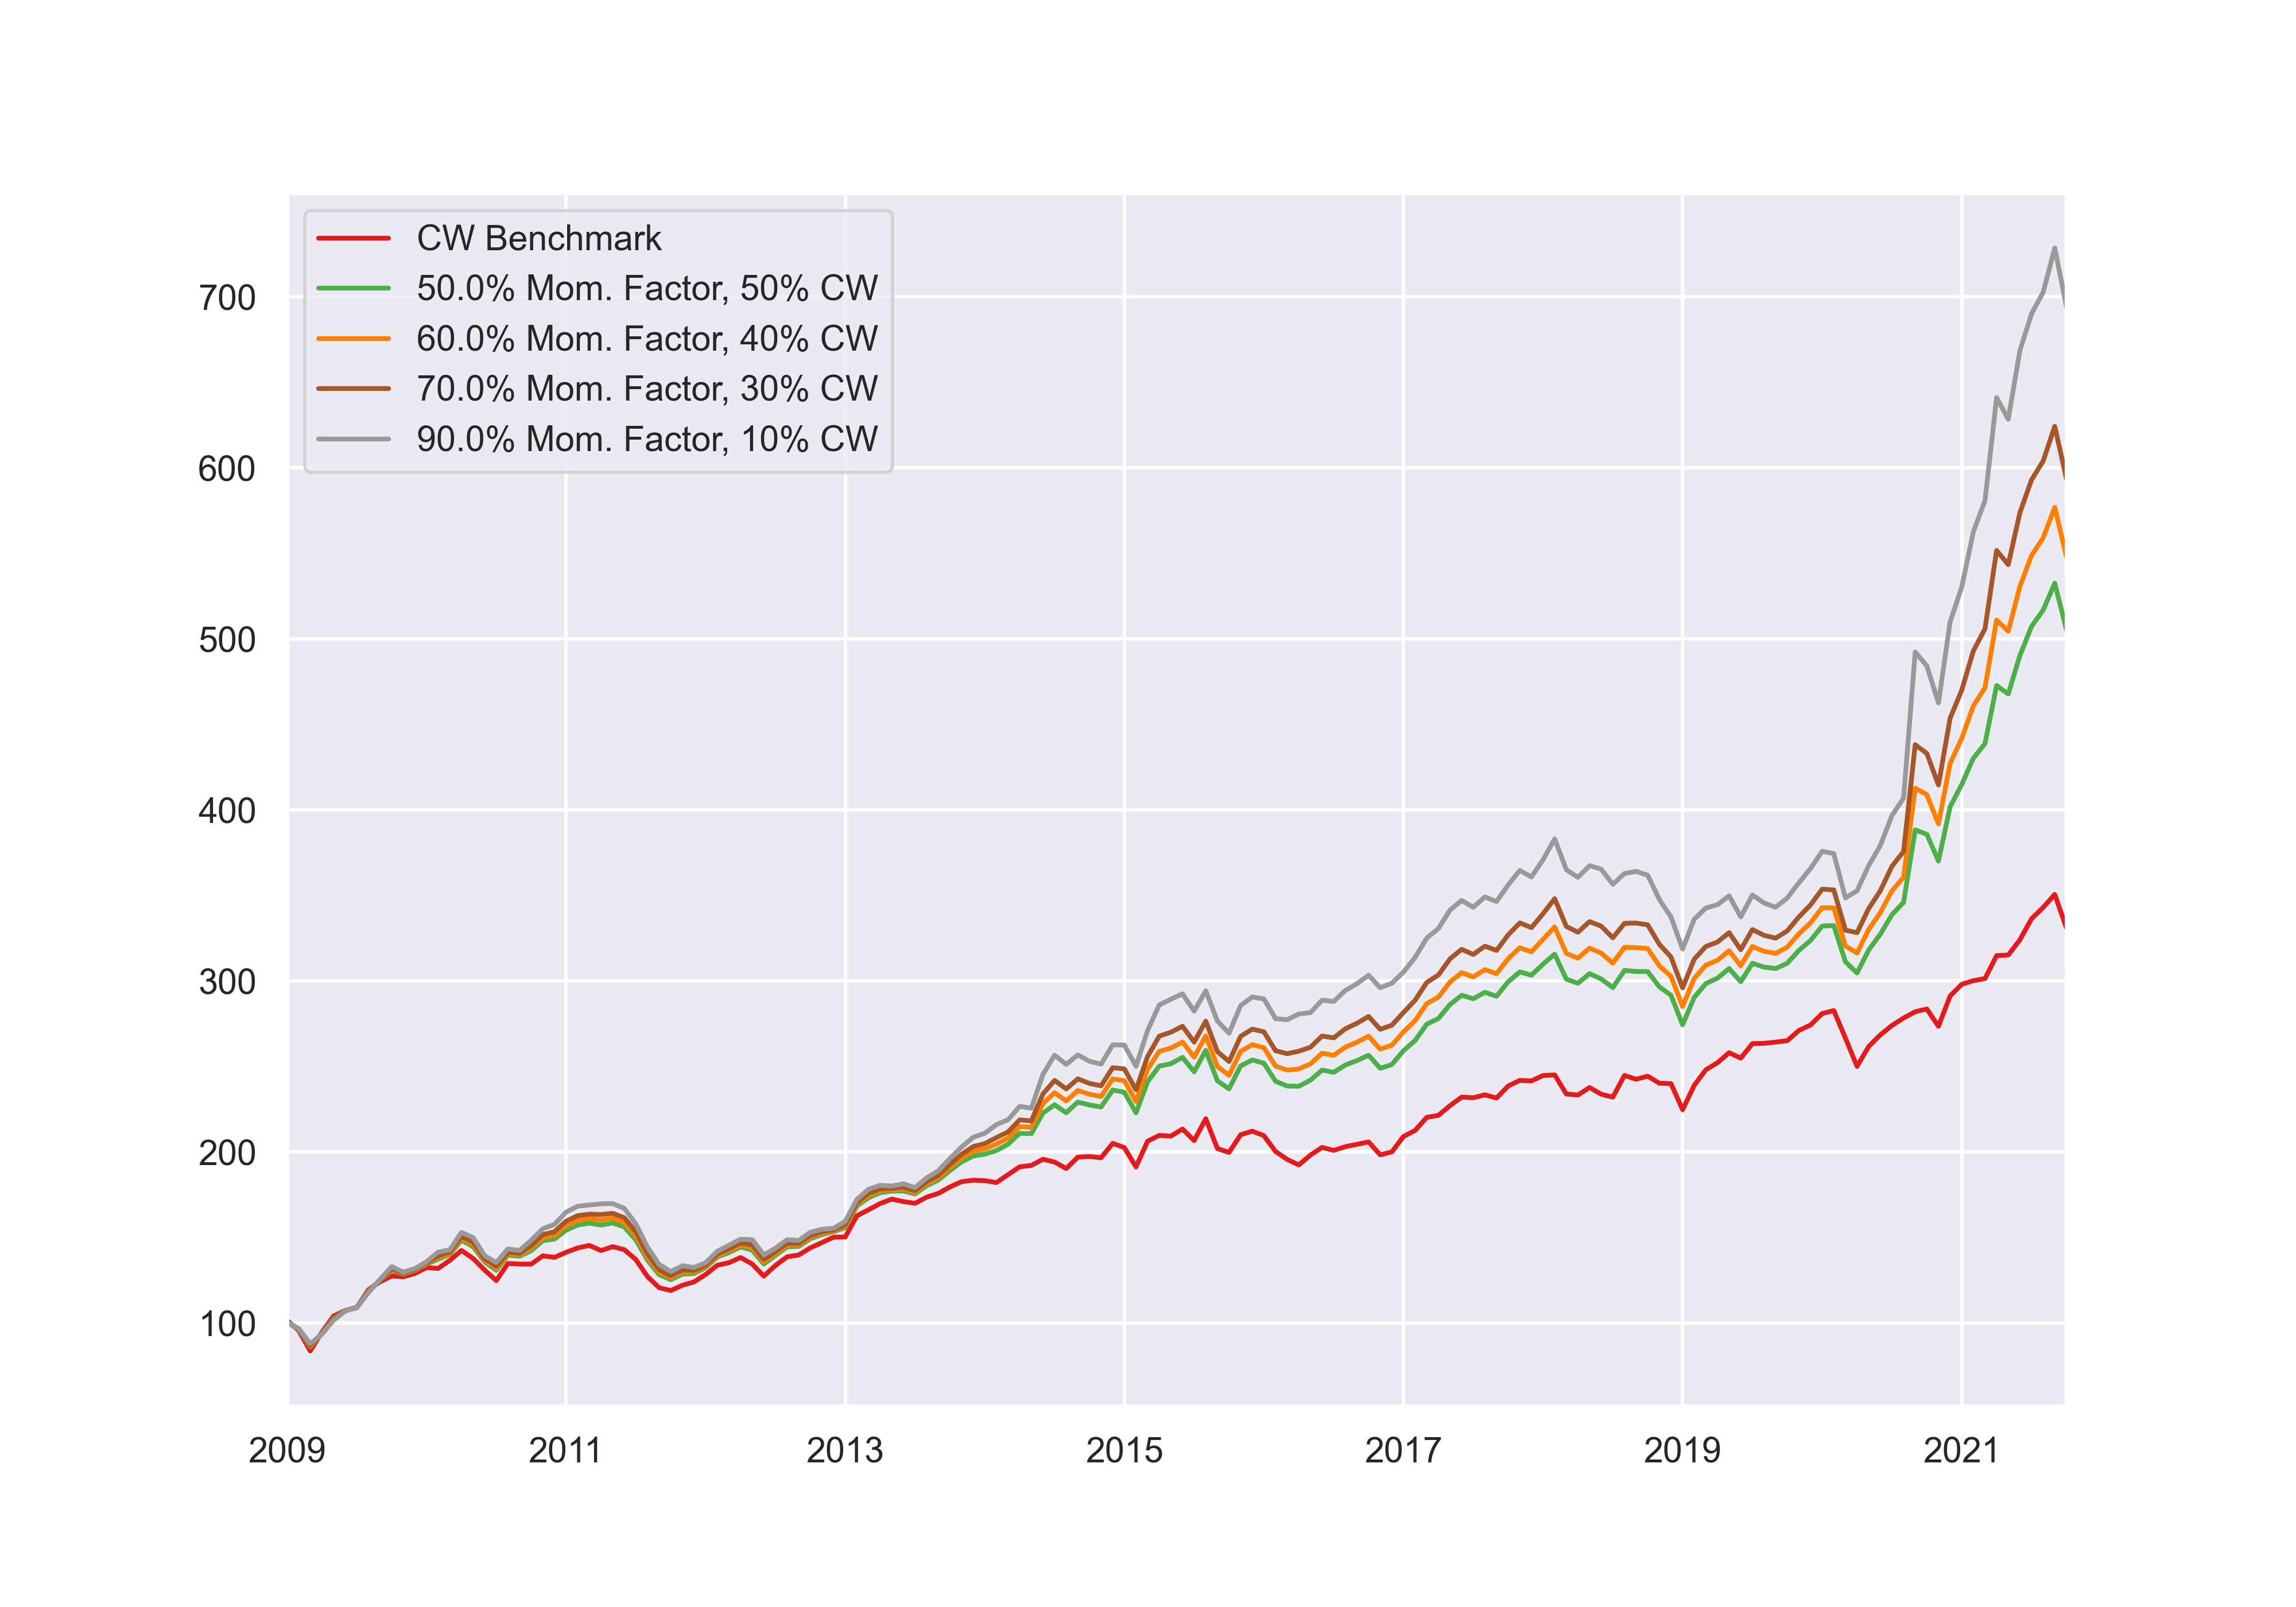 CW Benchmark
50.0% Mom. Factor, 50% CW
60.0% Mom. Factor, 40% CW
70.0% Mom. Factor, 30% CW
90.0% Mom. Factor, 10% CW
700
600
500
400
300
200
100
2009 2011 2013 2015 2017 2019 2021